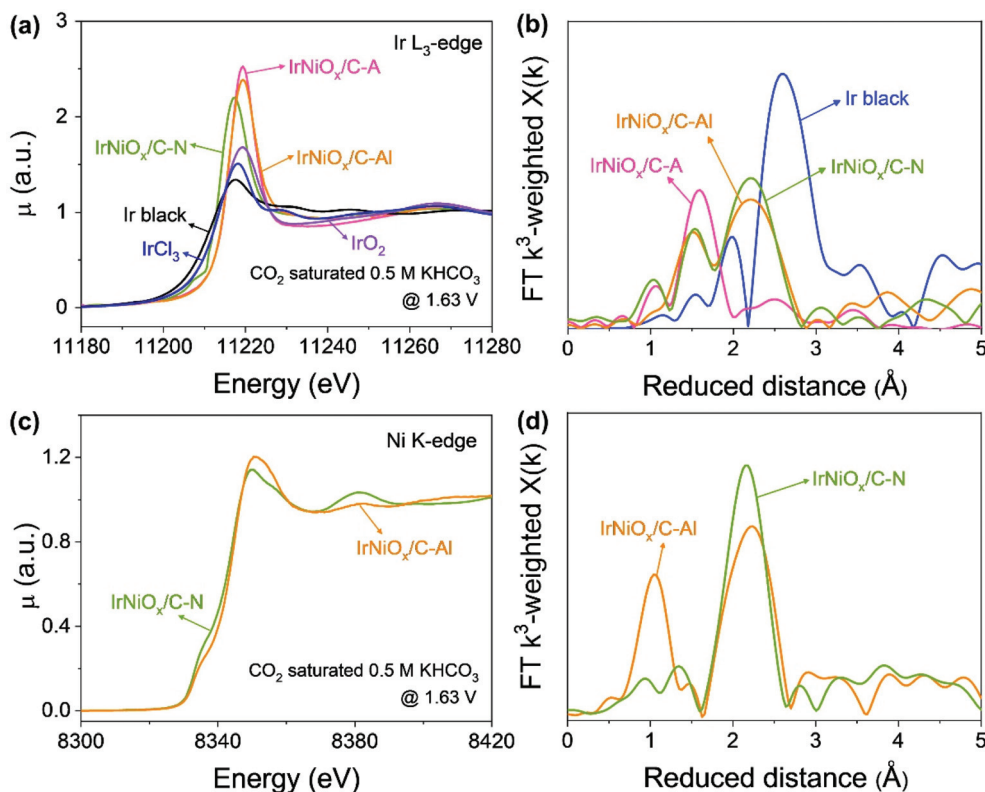 (a)
Ir L₃-edge
IrNiOₓ/C-A
IrNiOₓ/C-N
IrNiOₓ/C-Al
Ir black
IrCl₃
IrO₂
CO₂ saturated 0.5 M KHCO₃
@ 1.63 V
μ (a.u.)
3
2
1
0
11180 11200 11220 11240 11260 11280
Energy (eV)
(b)
Ir black
IrNiOₓ/C-Al
IrNiOₓ/C-A
IrNiOₓ/C-N
FT k³-weighted X(k)
0 1 2 3 4 5
Reduced distance (Å)
(c)
Ni K-edge
IrNiOₓ/C-Al
IrNiOₓ/C-N
CO₂ saturated 0.5 M KHCO₃
@ 1.63 V
μ (a.u.)
1.2
0.8
0.4
0.0
8300 8340 8380 8420
Energy (eV)
(d)
IrNiOₓ/C-N
IrNiOₓ/C-Al
FT k³-weighted X(k)
0 1 2 3 4 5
Reduced distance (Å)